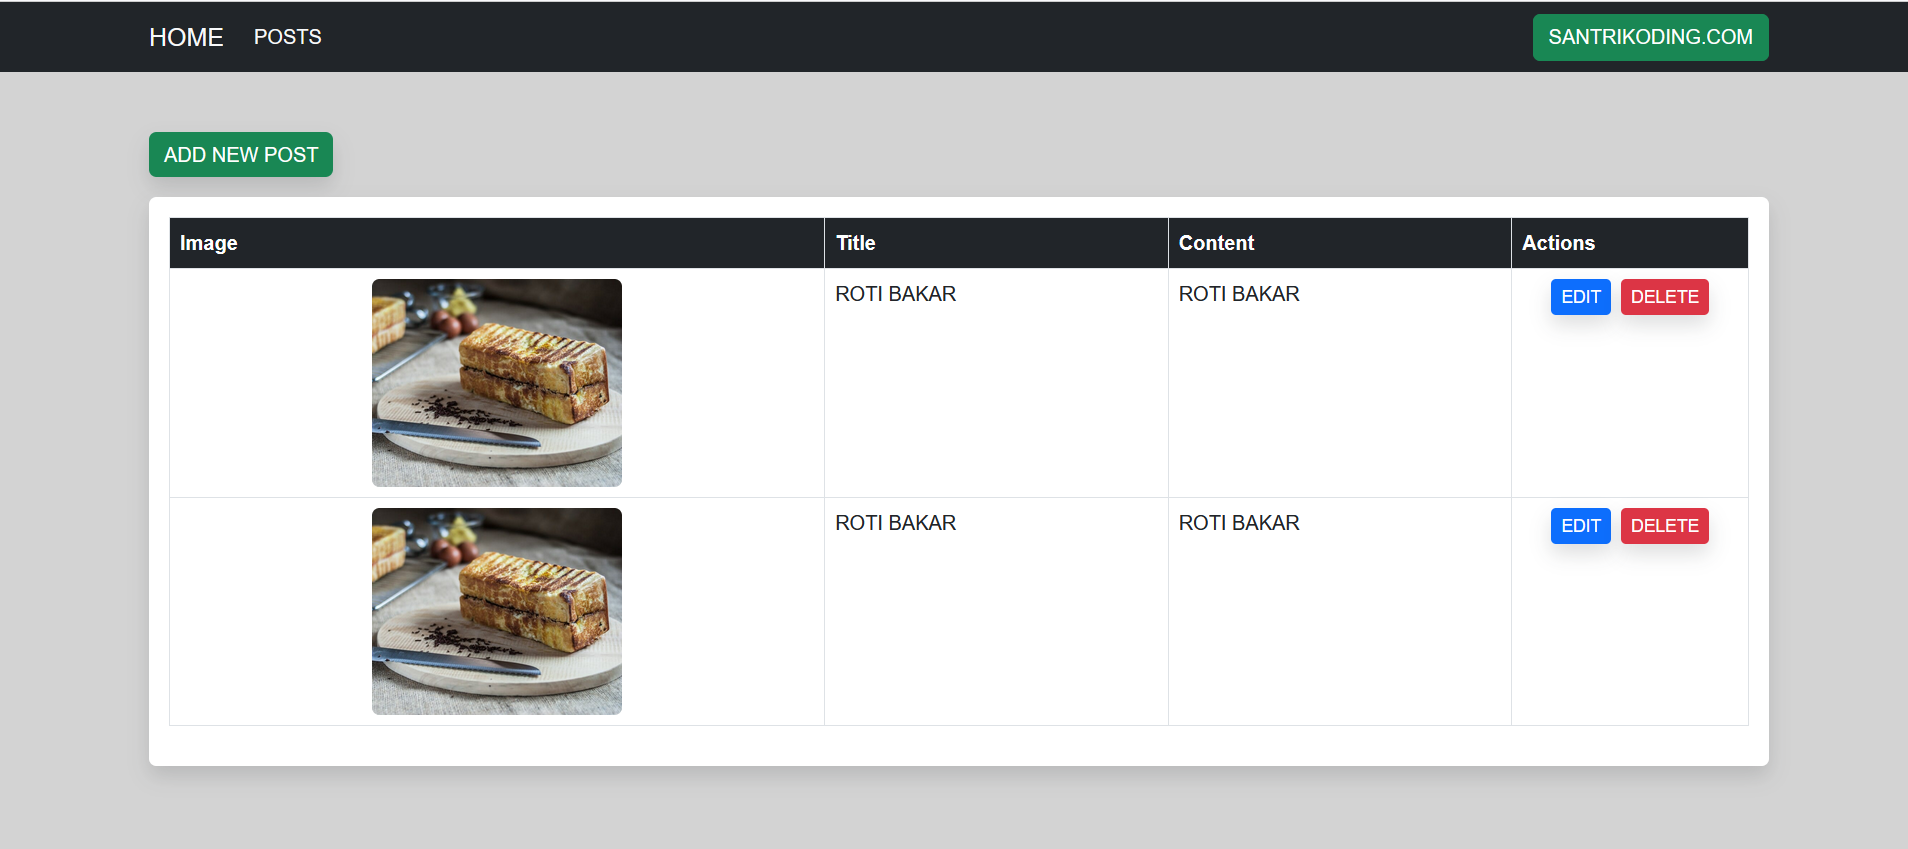 HOME POSTS SANTRIKODING.COM
ADD NEW POST
Image Title Content Actions
ROTI BAKAR ROTI BAKAR EDIT DELETE
ROTI BAKAR ROTI BAKAR EDIT DELETE